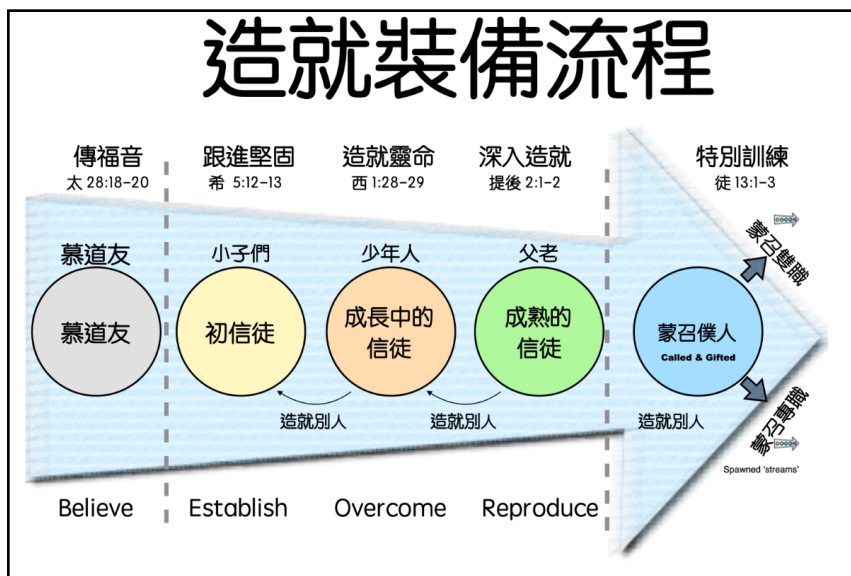 造就裝備流程
傳福音
太 28:18-20
跟進堅固
希 5:12-13
造就靈命
西 1:28-29
深入造就
提後 2:1-2
特別訓練
徒 13:1-3
慕道友
小子們
少年人
父老
慕道友
初信徒
成長中的
信徒
成熟的
信徒
蒙召僕人
Called & Gifted
蒙召雙職
蒙召專職
造就別人
造就別人
造就別人
Spawned 'streams'
Believe
Establish
Overcome
Reproduce